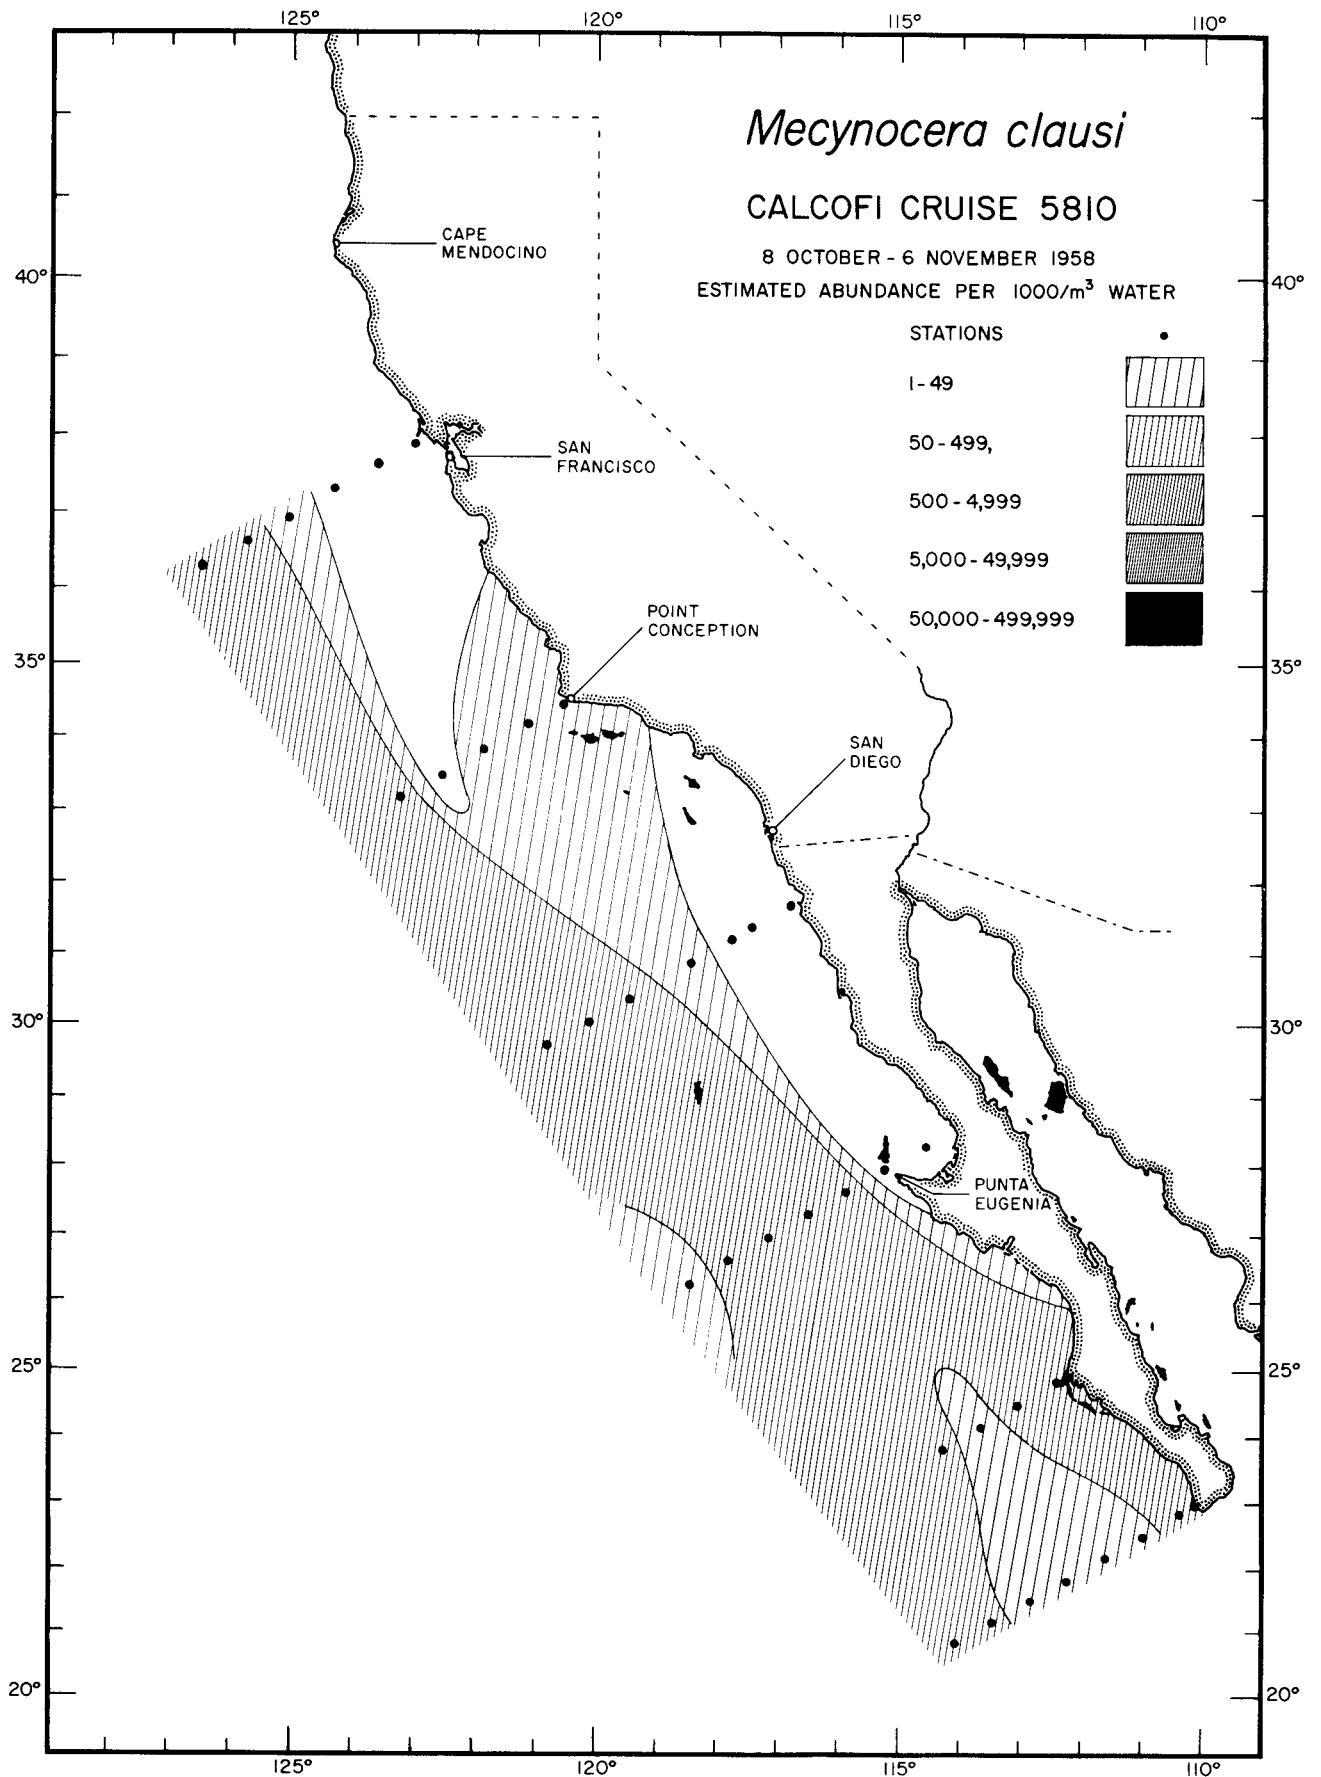 125° 120° 115° 110°
Mecynocera clausi
CALCOFI CRUISE 5810
8 OCTOBER - 6 NOVEMBER 1958
ESTIMATED ABUNDANCE PER 1000/m³ WATER
STATIONS
1-49
50-499,
500-4,999
5,000-49,999
50,000-499,999
CAPE
MENDOCINO
40° 40°
SAN
FRANCISCO
POINT
CONCEPTION
35° 35°
SAN
DIEGO
30° 30°
PUNTA
EUGENIA
25° 25°
20° 20°
125° 120° 115° 110°